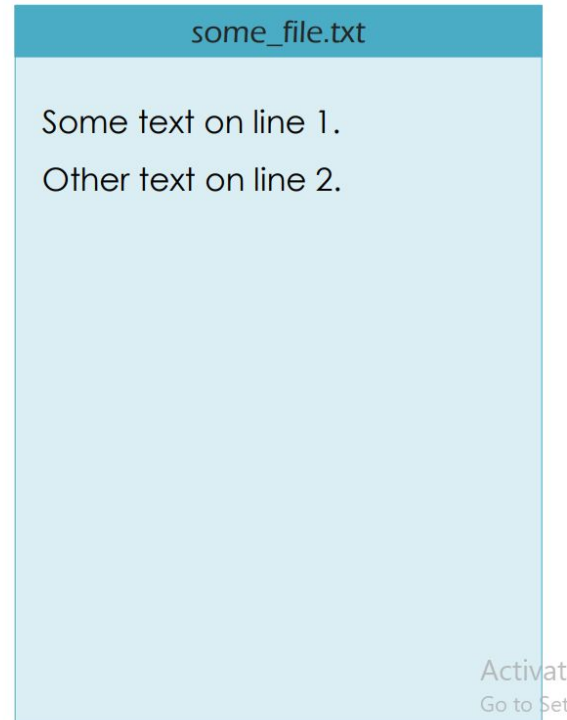 some_file.txt
Some text on line 1.
Other text on line 2.
Activat
Go to Set